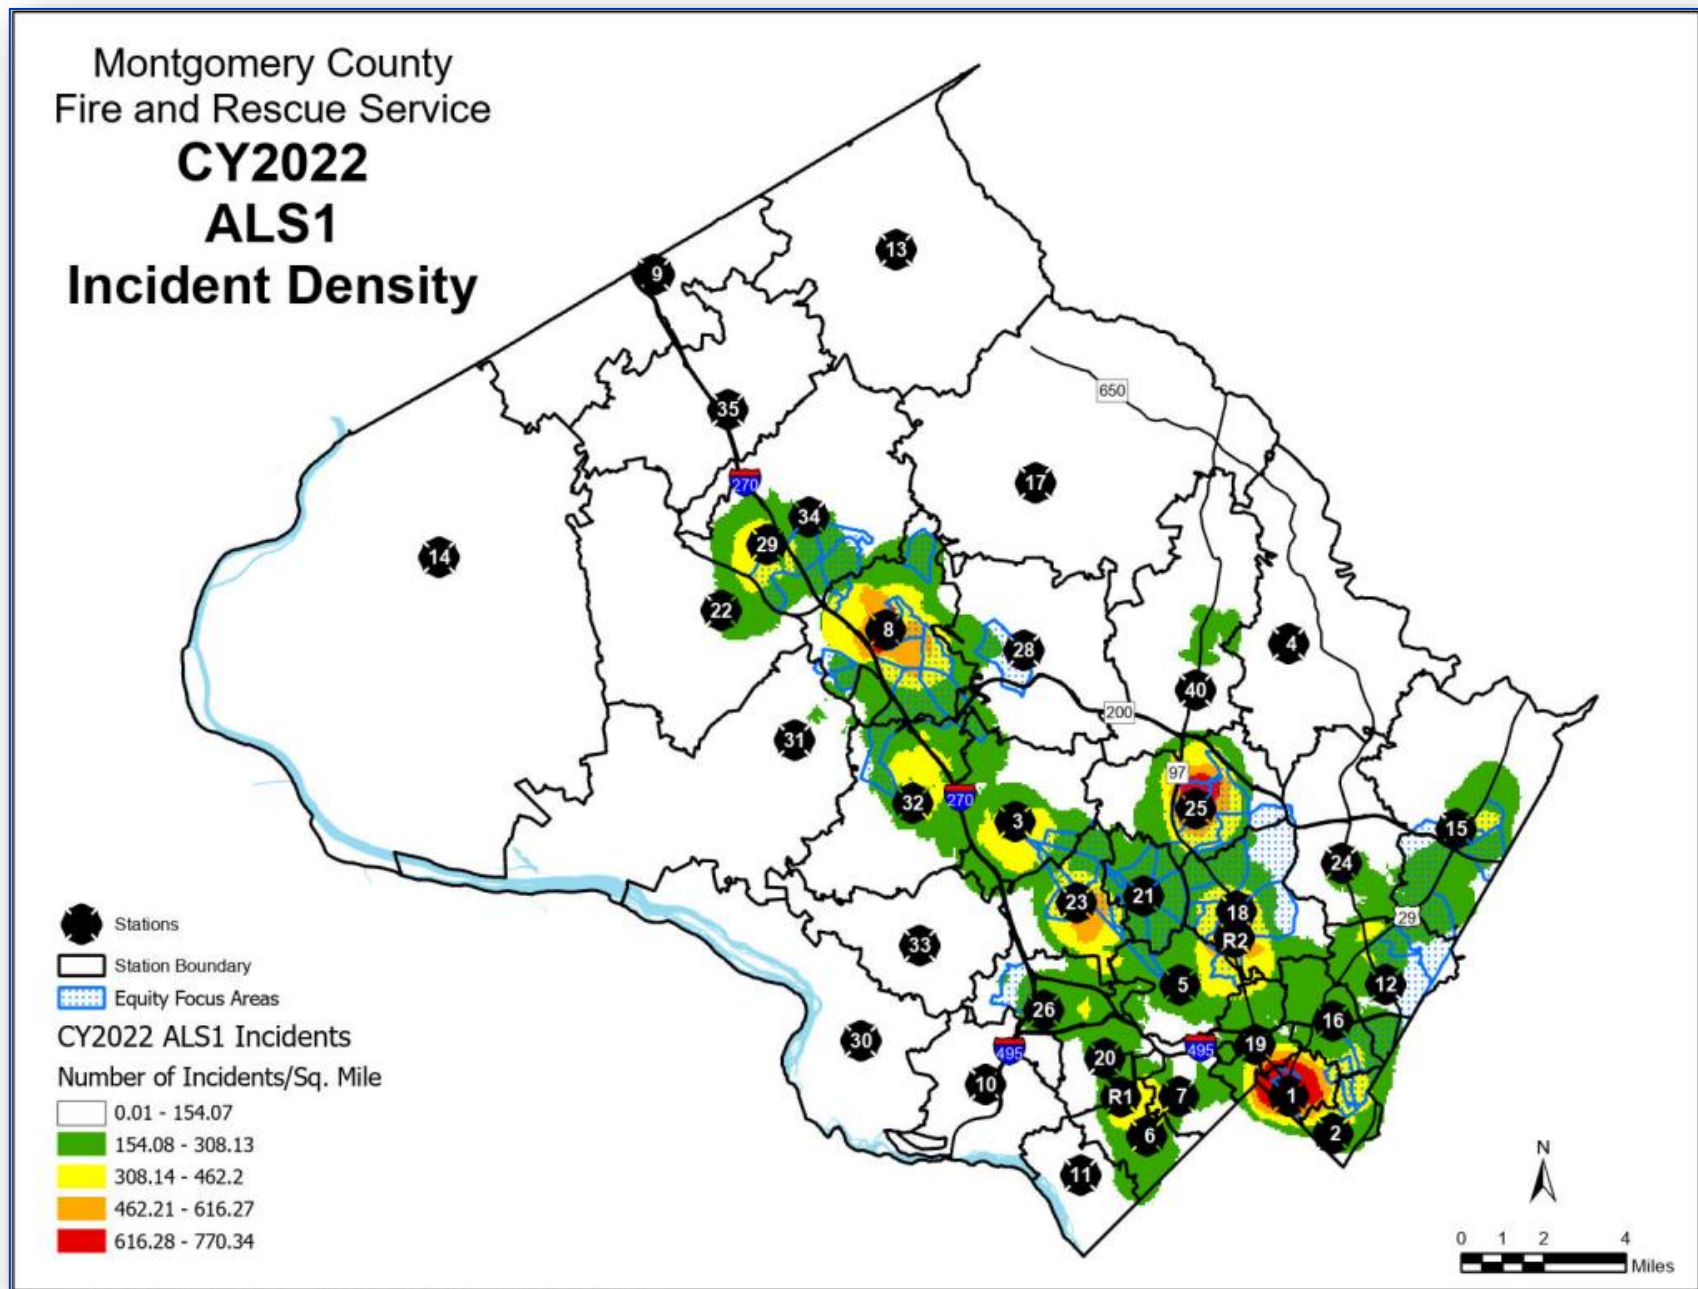 Montgomery County
Fire and Rescue Service
CY2022
ALS1
Incident Density
13
9
650
35
17
270
34
29
14
22
8
28
4
40
200
31
97
32
270
25
3
15
24
23
21
18
29
R2
33
5
12
26
16
30
19
495
495
20
10
R1
7
1
6
2
11
Stations
Station Boundary
Equity Focus Areas
CY2022 ALS1 Incidents
Number of Incidents/Sq. Mile
0.01 - 154.07
154.08 - 308.13
308.14 - 462.2
462.21 - 616.27
616.28 - 770.34
N
0 1 2 4
Miles